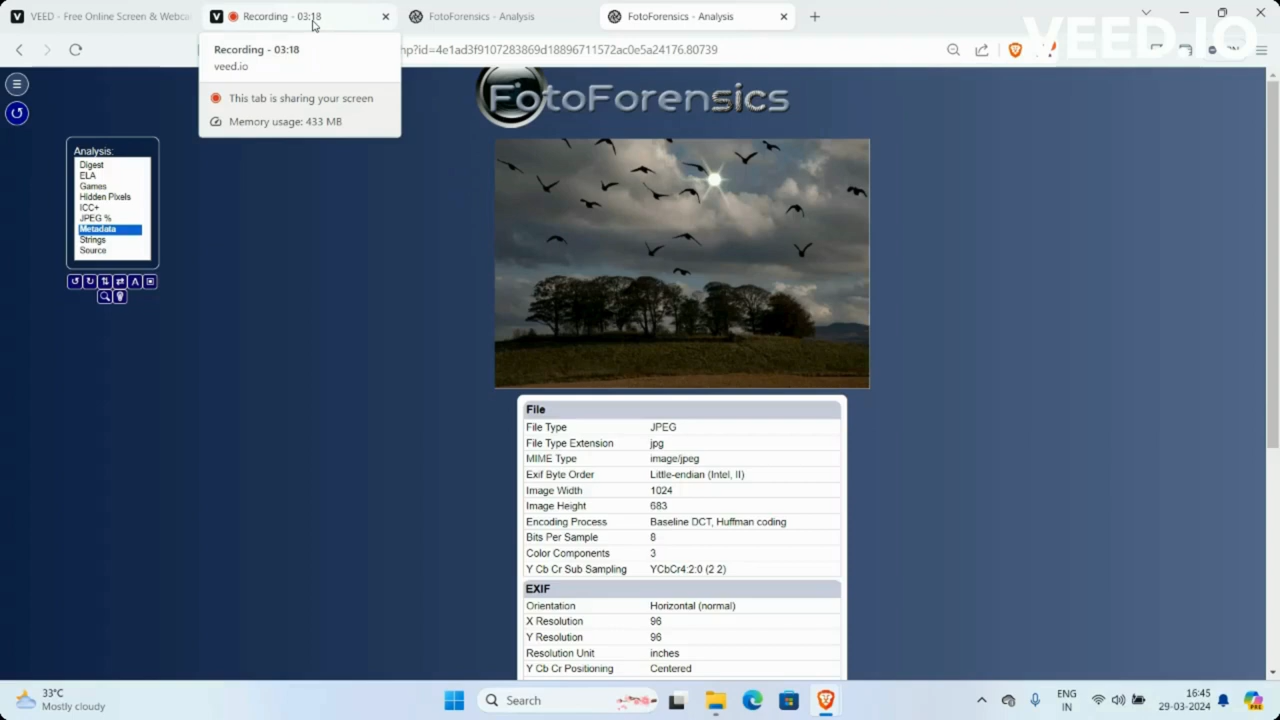 VEED - Free Online Screen & Webca
Recording - 03:18
FotoForensics - Analysis
FotoForensics - Analysis
VEED.IO
hp?id=4e1ad3f9107283869d18896711572ac0e5a24176.80739
Recording - 03:18
veed.io
This tab is sharing your screen
Memory usage: 433 MB
FotoForensics
Analysis:
Digest
ELA
Games
Hidden Pixels
ICC+
JPEG %
Metadata
Strings
Source
File
File Type JPEG
File Type Extension jpg
MIME Type image/jpeg
Exif Byte Order Little-endian (Intel, II)
Image Width 1024
Image Height 683
Encoding Process Baseline DCT, Huffman coding
Bits Per Sample 8
Color Components 3
Y Cb Cr Sub Sampling YCbCr4:2:0 (2 2)
EXIF
Orientation Horizontal (normal)
X Resolution 96
Y Resolution 96
Resolution Unit inches
Y Cb Cr Positioning Centered
33°C
Mostly cloudy
Search
ENG
IN
16:45
29-03-2024